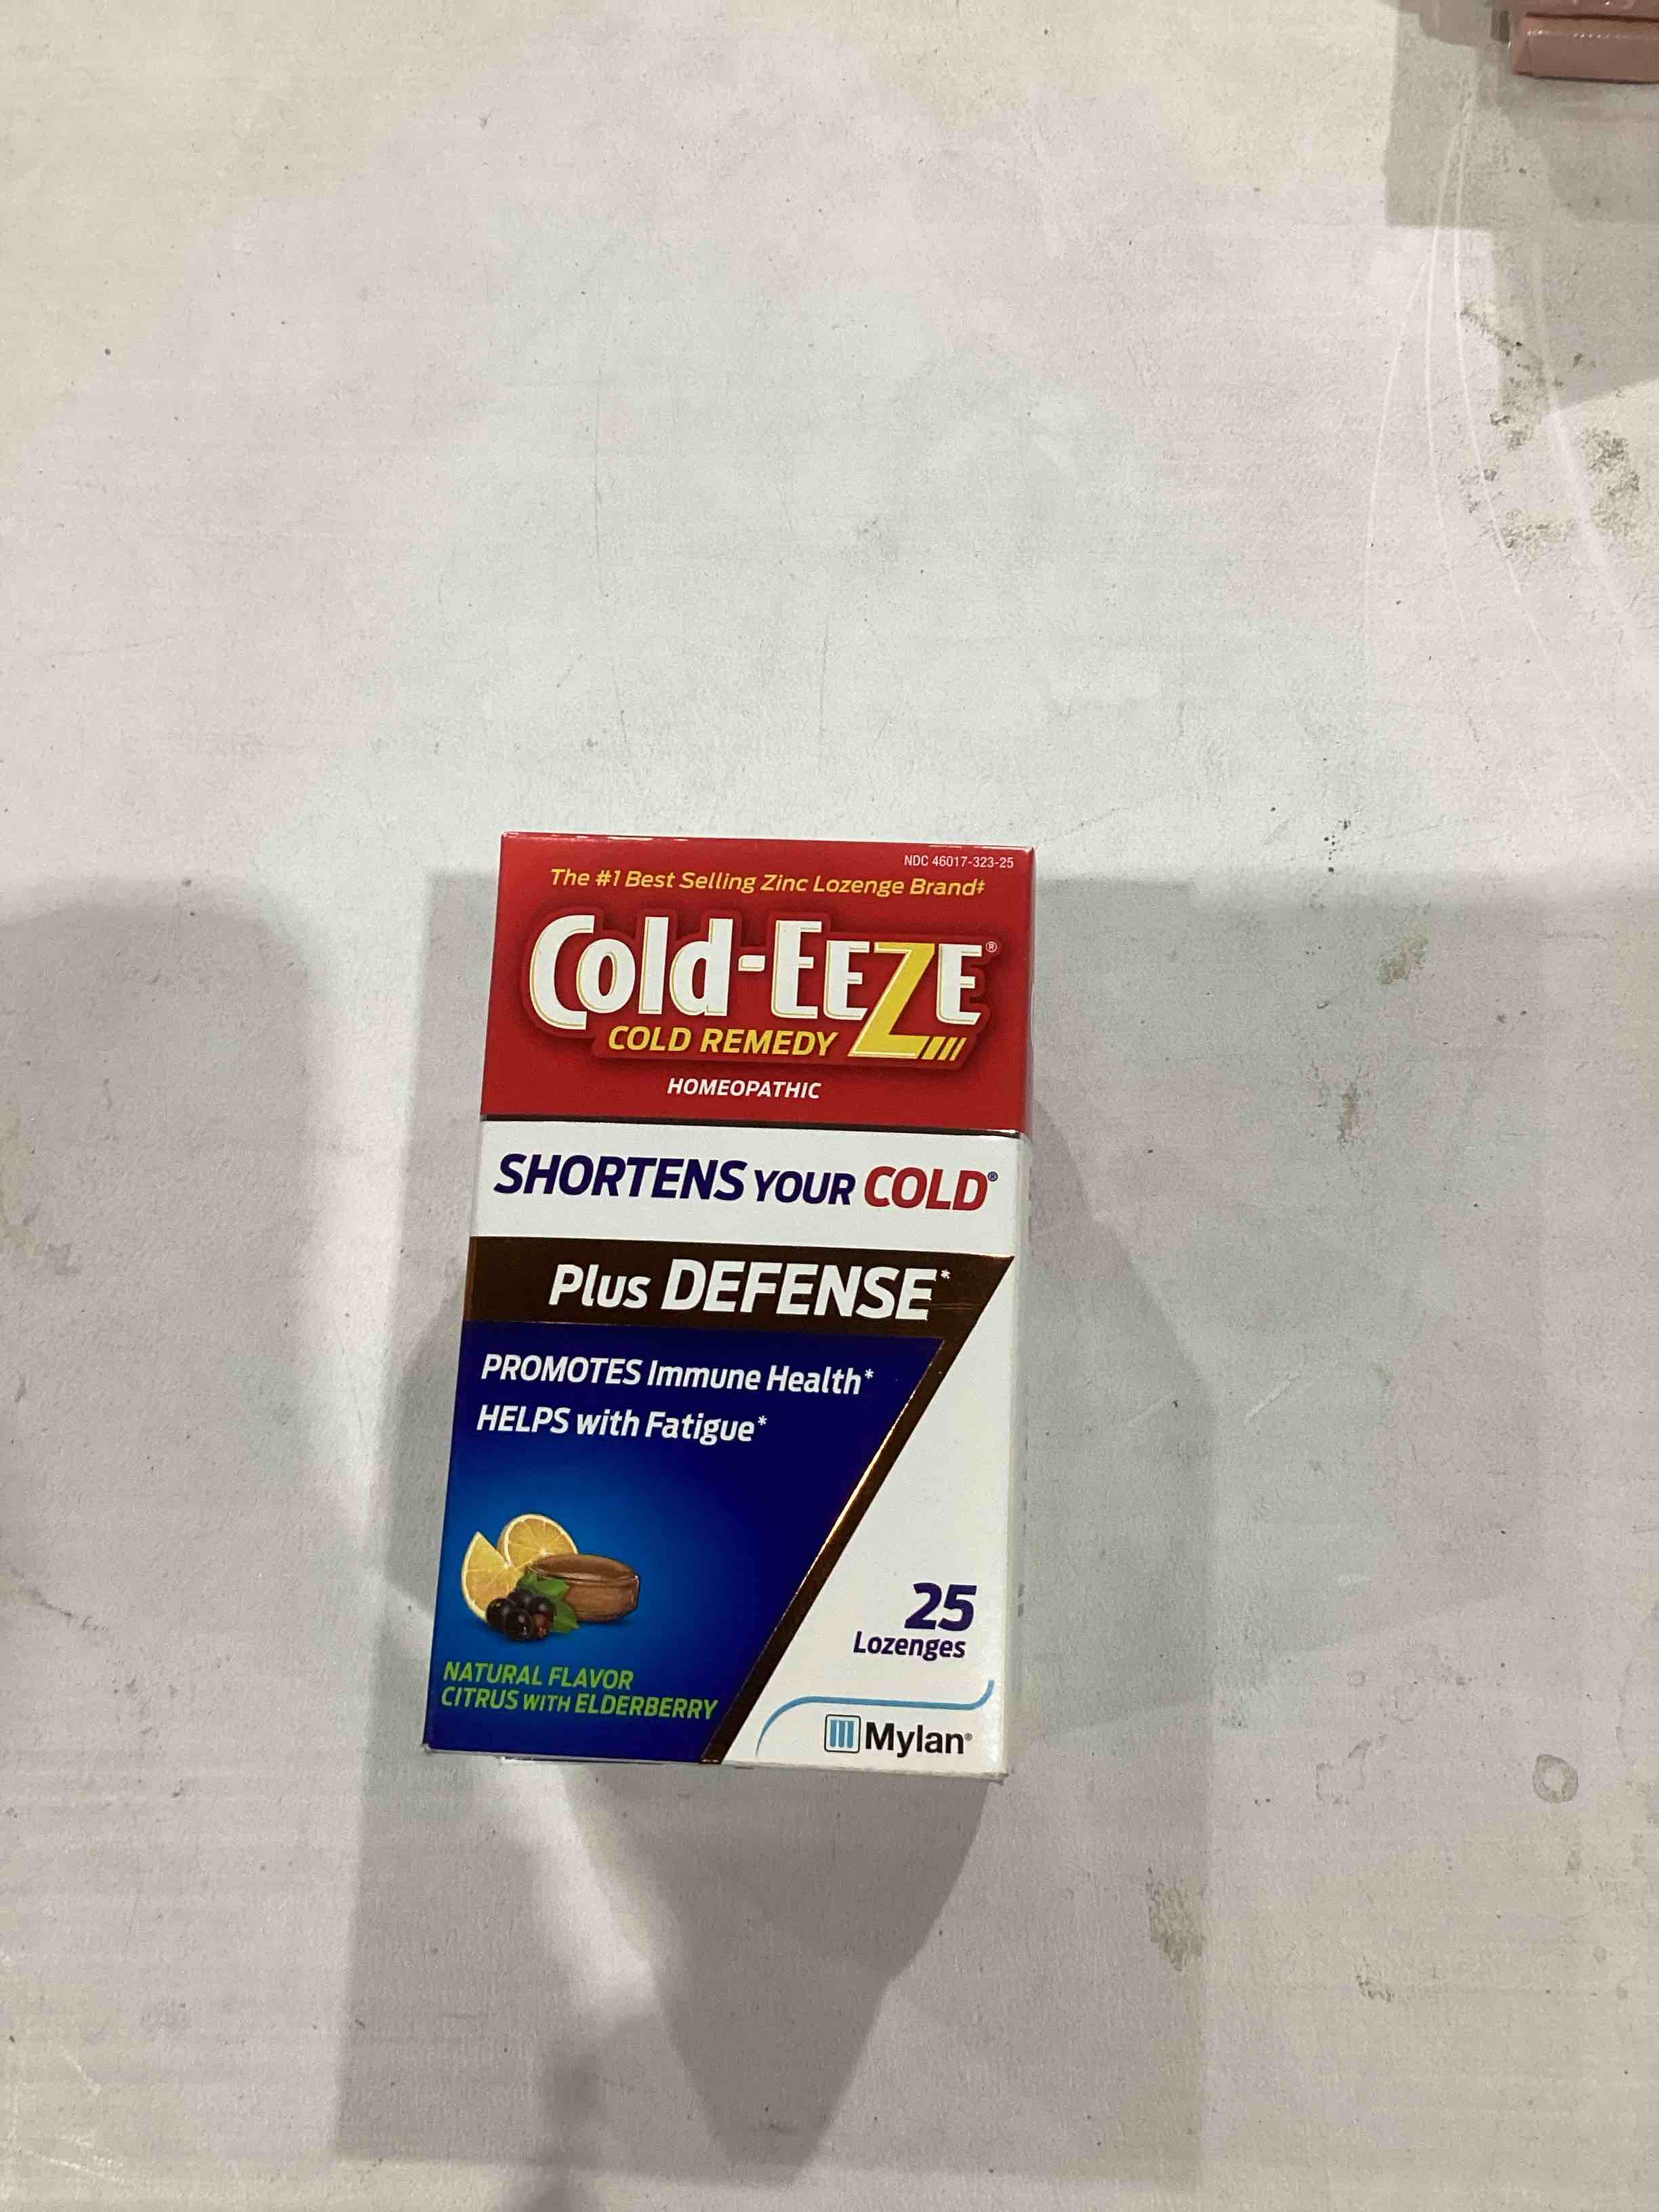 NDC 46017-323-25
The #1 Best Selling Zinc Lozenge Brand‡
Cold-EEZE®
COLD REMEDY
HOMEOPATHIC
SHORTENS YOUR COLD®
Plus DEFENSE*
PROMOTES Immune Health*
HELPS with Fatigue*
25
Lozenges
NATURAL FLAVOR
CITRUS WITH ELDERBERRY
Mylan®